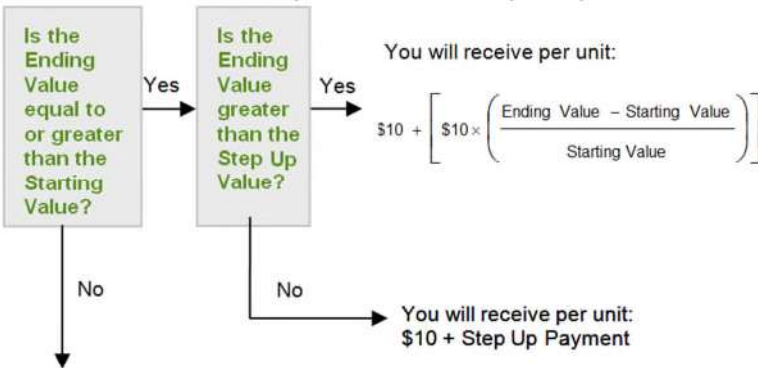 Is the
Ending
Value
equal to
or greater
than the
Starting
Value?
Yes
Is the
Ending
Value
greater
than the
Step Up
Value?
Yes
You will receive per unit:
$10 + [ $10 × ( Ending Value – Starting Value
Starting Value ) ]
No
No
You will receive per unit:
$10 + Step Up Payment